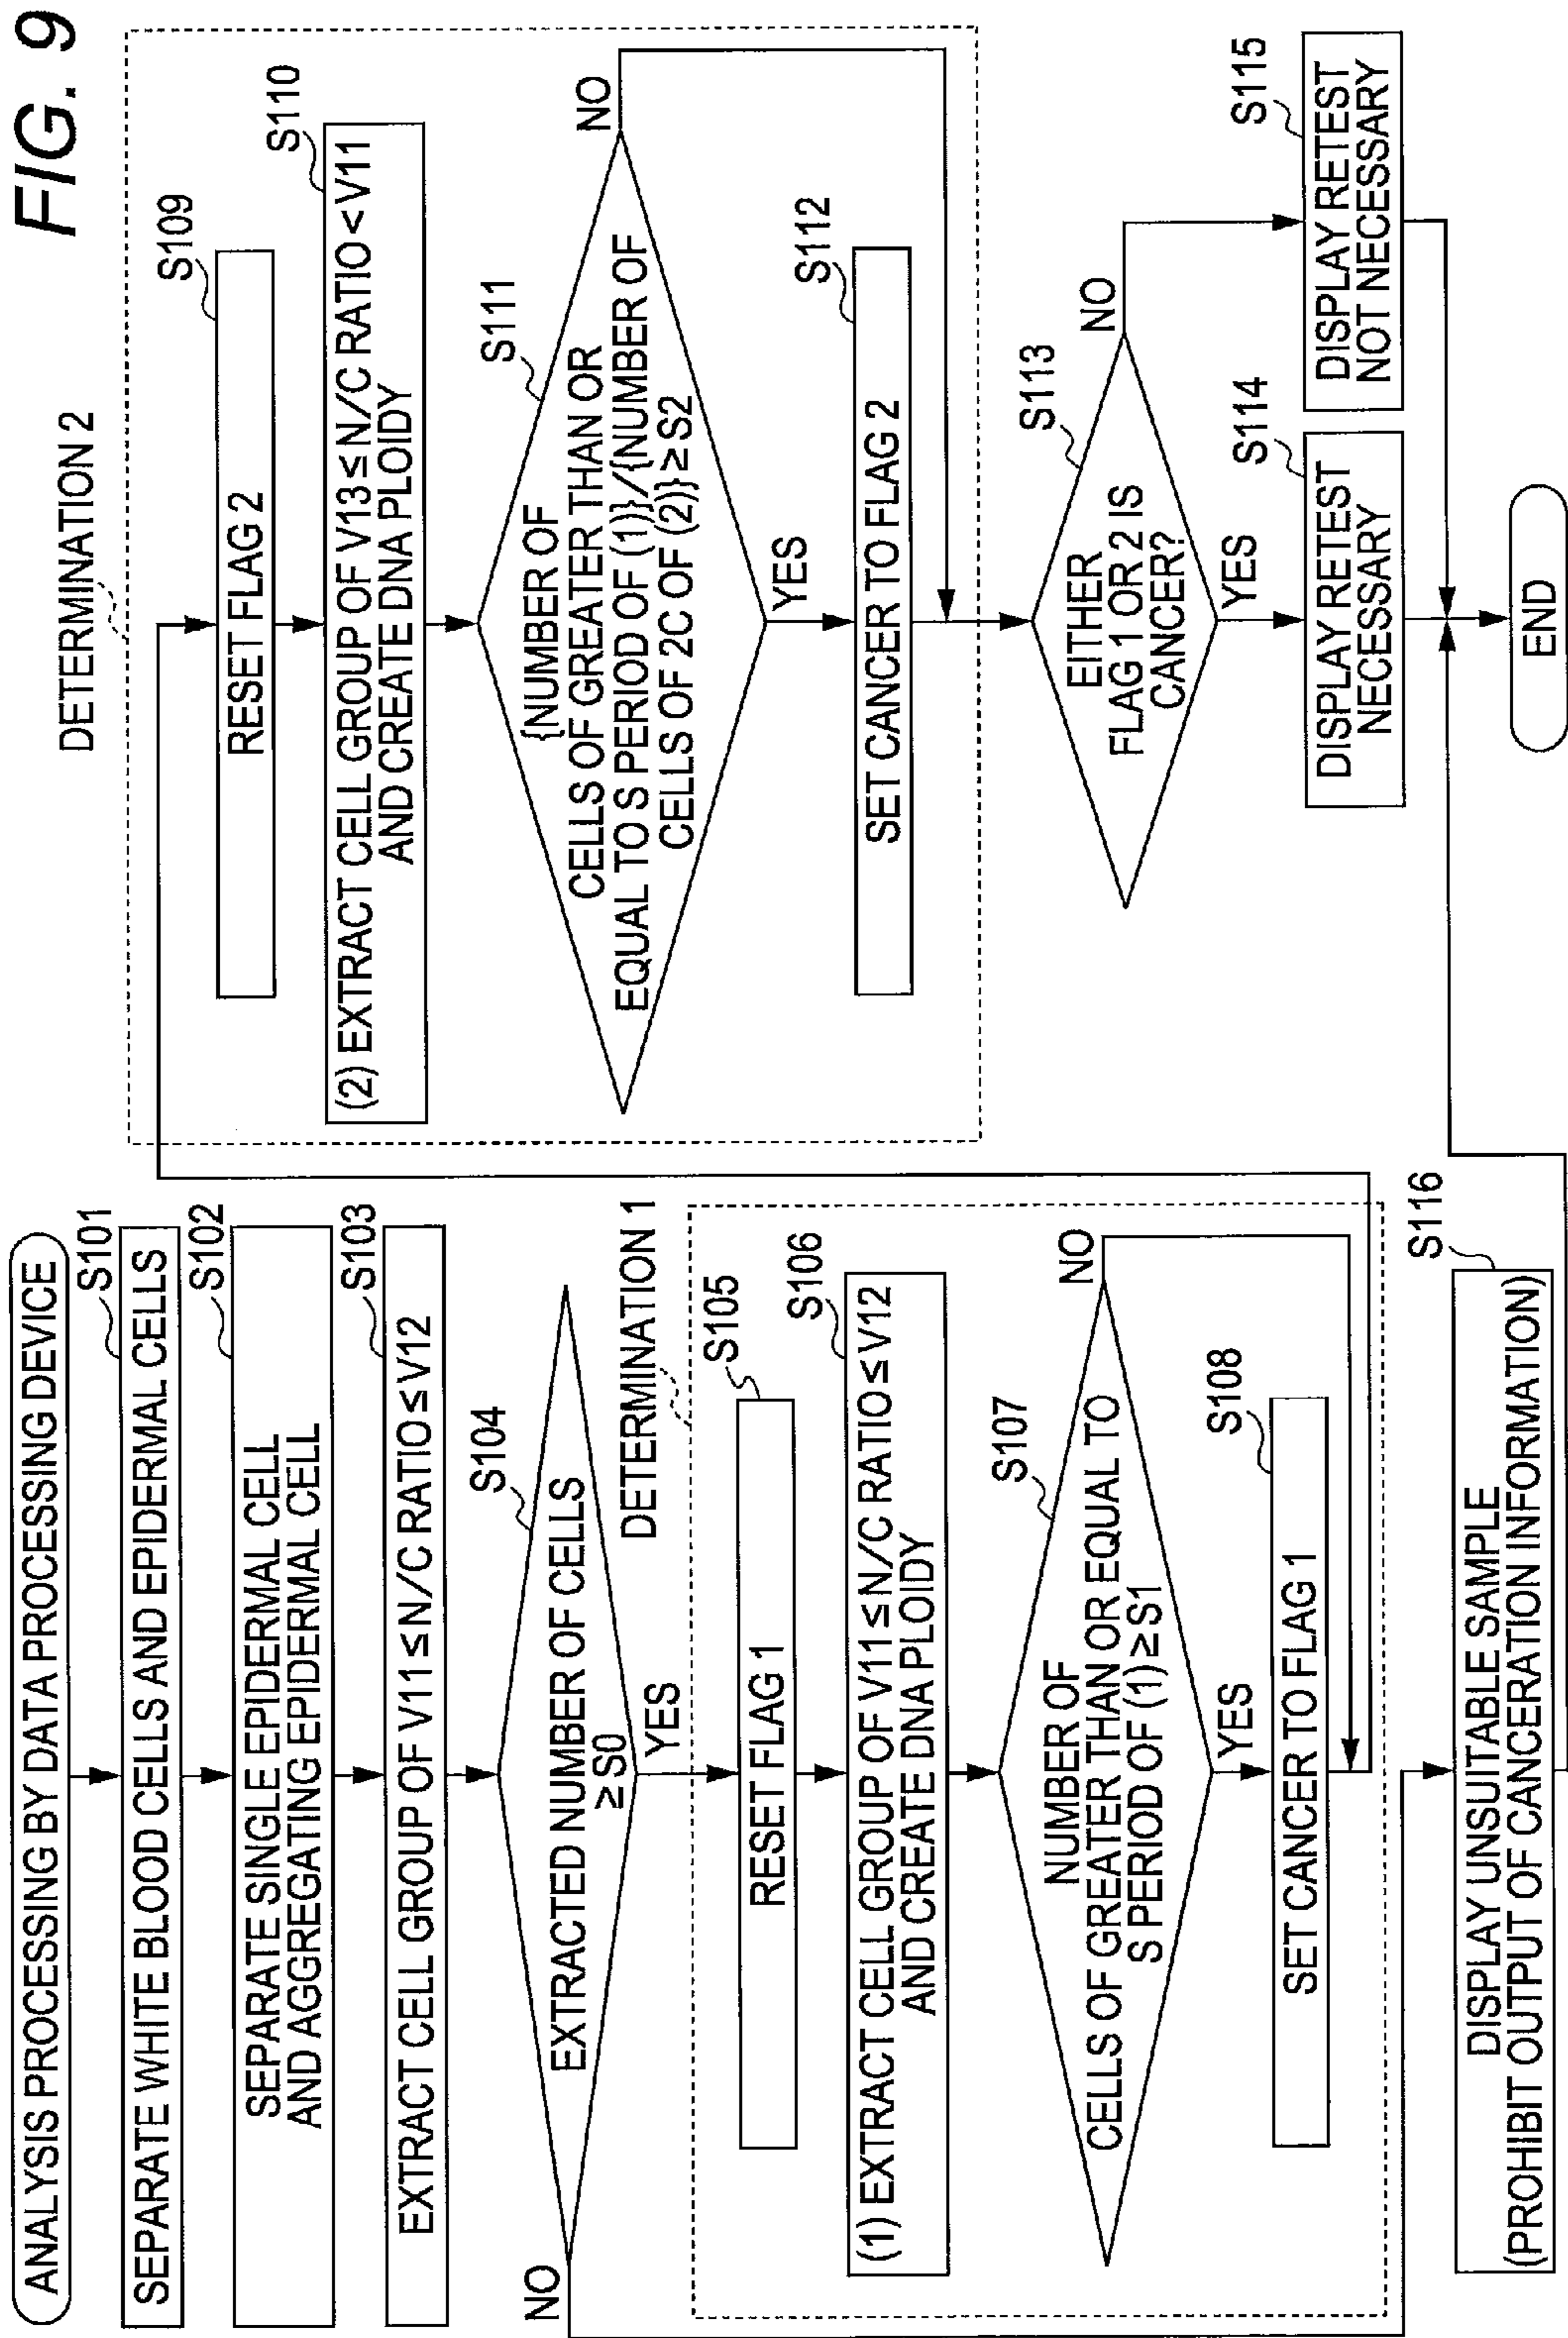 FIG. 9
ANALYSIS PROCESSING BY DATA PROCESSING DEVICE
S101
SEPARATE WHITE BLOOD CELLS AND EPIDERMAL CELLS
S102
SEPARATE SINGLE EPIDERMAL CELL
AND AGGREGATING EPIDERMAL CELL
S103
EXTRACT CELL GROUP OF V11≤N/C RATIO≤V12
S104
EXTRACTED NUMBER OF CELLS
≥S0
NO
YES
DETERMINATION 1
S105
RESET FLAG 1
S106
(1) EXTRACT CELL GROUP OF V11≤N/C RATIO≤V12
AND CREATE DNA PLOIDY
S107
NUMBER OF
CELLS OF GREATER THAN OR EQUAL TO
S PERIOD OF (1)≥S1
NO
YES
S108
SET CANCER TO FLAG 1
S116
DISPLAY UNSUITABLE SAMPLE
(PROHIBIT OUTPUT OF CANCERATION INFORMATION)
DETERMINATION 2
S109
RESET FLAG 2
S110
(2) EXTRACT CELL GROUP OF V13≤N/C RATIO<V11
AND CREATE DNA PLOIDY
S111
{NUMBER OF
CELLS OF GREATER THAN OR
EQUAL TO S PERIOD OF (1)}/{NUMBER OF
CELLS OF 2C OF (2)}≥S2
NO
YES
S112
SET CANCER TO FLAG 2
S113
EITHER
FLAG 1 OR 2 IS
CANCER?
NO
YES
S114
DISPLAY RETEST
NECESSARY
S115
DISPLAY RETEST
NOT NECESSARY
END